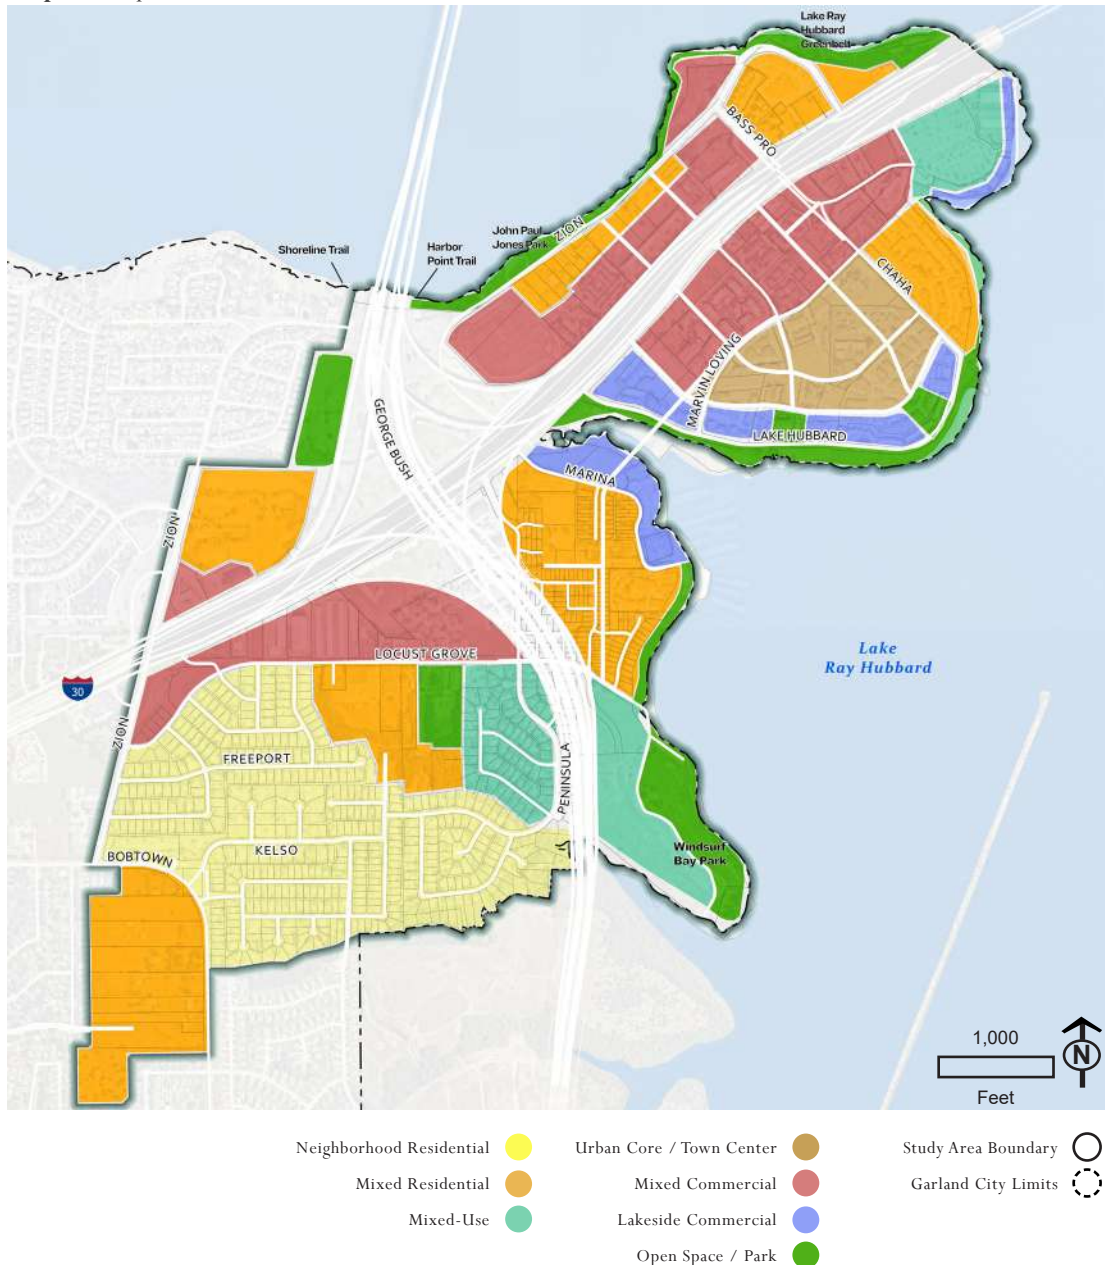 Lake Ray
Hubbard
Greenbelt
BASS PRO
ZION
John Paul
Jones Park
Shoreline Trail
Harbor
Point Trail
CHAHA
MARVIN LOVING
GEORGE BUSH
LAKE HUBBARD
MARINA
ZION
Lake
Ray Hubbard
LOCUST GROVE
30
ZION
FREEPORT
PENINSULA
KELSO
BOBTOWN
Windsurf
Bay Park
1,000
N
Feet
Neighborhood Residential
Urban Core / Town Center
Study Area Boundary
Mixed Residential
Mixed Commercial
Garland City Limits
Mixed-Use
Lakeside Commercial
Open Space / Park